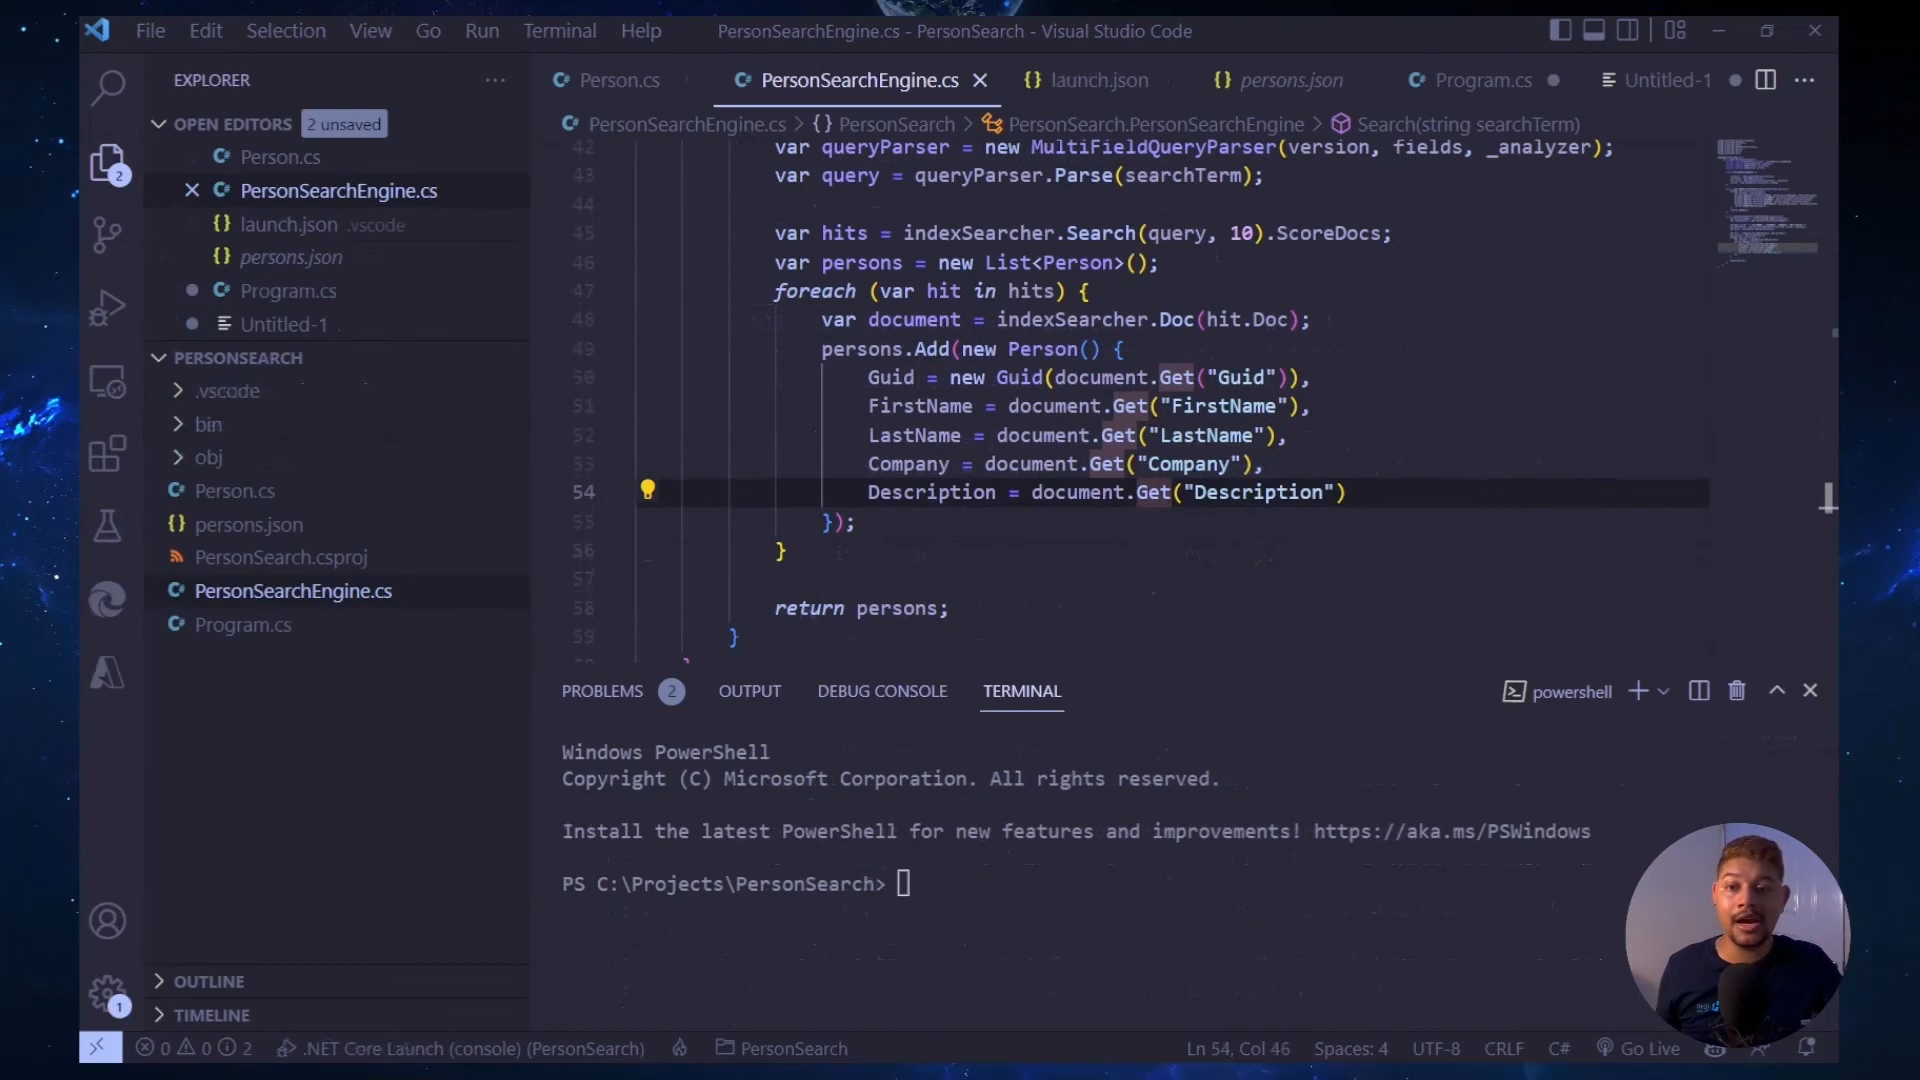 File Edit Selection View Go Run Terminal Help PersonSearchEngine.cs - PersonSearch - Visual Studio Code
EXPLORER
OPEN EDITORS 2 unsaved
Person.cs
PersonSearchEngine.cs
launch.json .vscode
persons.json
Program.cs
Untitled-1
PERSONSEARCH
.vscode
bin
obj
Person.cs
persons.json
PersonSearch.csproj
PersonSearchEngine.cs
Program.cs
OUTLINE
TIMELINE
2
1
Person.cs PersonSearchEngine.cs launch.json persons.json Program.cs Untitled-1
PersonSearchEngine.cs > {} PersonSearch > PersonSearch.PersonSearchEngine > Search(string searchTerm)
42 var queryParser = new MultiFieldQueryParser(version, fields, _analyzer);
43 var query = queryParser.Parse(searchTerm);
44
45 var hits = indexSearcher.Search(query, 10).ScoreDocs;
46 var persons = new List<Person>();
47 foreach (var hit in hits) {
48 var document = indexSearcher.Doc(hit.Doc);
49 persons.Add(new Person() {
50 Guid = new Guid(document.Get("Guid")),
51 FirstName = document.Get("FirstName"),
52 LastName = document.Get("LastName"),
53 Company = document.Get("Company"),
54 Description = document.Get("Description")
55 });
56 }
57
58 return persons;
59 }
PROBLEMS 2 OUTPUT DEBUG CONSOLE TERMINAL powershell
Windows PowerShell
Copyright (C) Microsoft Corporation. All rights reserved.
Install the latest PowerShell for new features and improvements! https://aka.ms/PSWindows
PS C:\Projects\PersonSearch>
0 0 2 .NET Core Launch (console) (PersonSearch) PersonSearch Ln 54, Col 46 Spaces: 4 UTF-8 CRLF C# Go Live